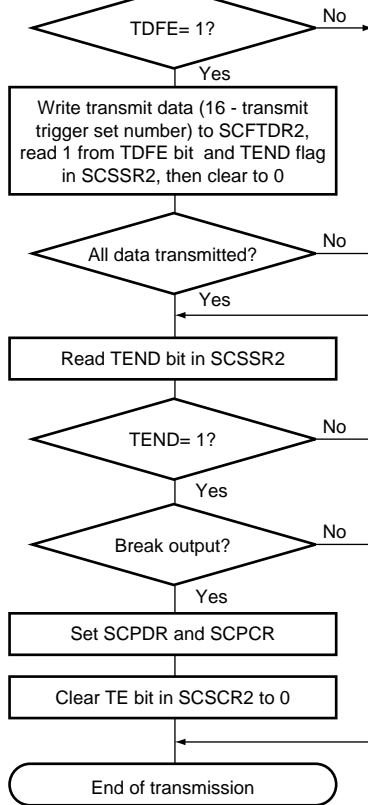 TDFE= 1?
No
Yes
Write transmit data (16 - transmit
trigger set number) to SCFTDR2,
read 1 from TDFE bit and TEND flag
in SCSSR2, then clear to 0
All data transmitted?
No
Yes
Read TEND bit in SCSSR2
TEND= 1?
No
Yes
Break output?
No
Yes
Set SCPDR and SCPCR
Clear TE bit in SCSCR2 to 0
End of transmission